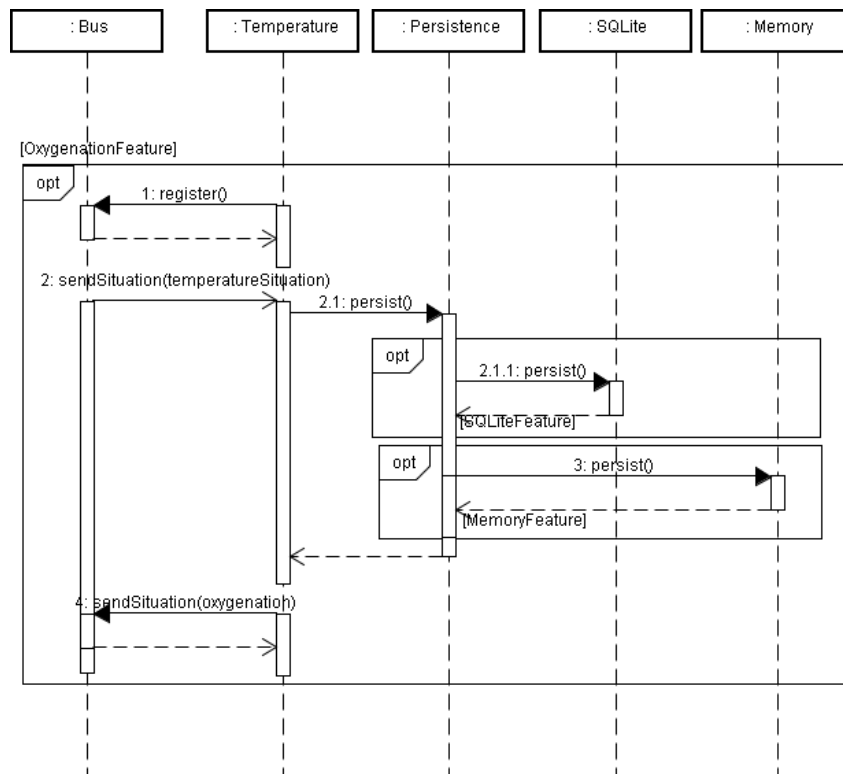 : Bus
: Temperature
: Persistence
: SQLite
: Memory
[OxygenationFeature]
opt
1: register()
2: sendSituation(temperatureSituation)
2.1: persist()
opt
2.1.1: persist()
[SQLiteFeature]
opt
3: persist()
[MemoryFeature]
4: sendSituation(oxygenation)